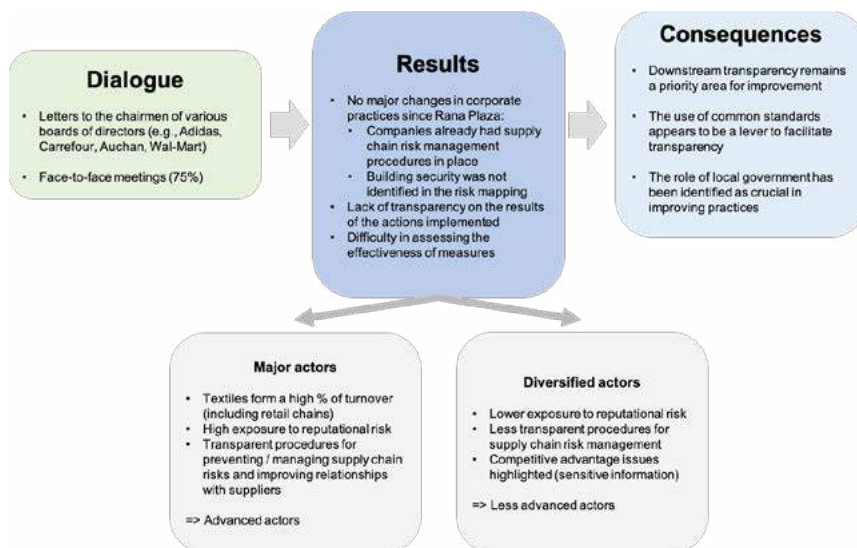 Dialogue
• Letters to the chairmen of various
boards of directors (e.g., Adidas,
Carrefour, Auchan, Wal-Mart)
• Face-to-face meetings (75%)
Results
• No major changes in corporate
practices since Rana Plaza:
• Companies already had supply
chain risk management
procedures in place
• Building security was not
identified in the risk mapping
• Lack of transparency on the results
of the actions implemented
• Difficulty in assessing the
effectiveness of measures
Consequences
• Downstream transparency remains
a priority area for improvement
• The use of common standards
appears to be a lever to facilitate
transparency
• The role of local government has
been identified as crucial in
improving practices
Major actors
• Textiles form a high % of turnover
(including retail chains)
• High exposure to reputational risk
• Transparent procedures for
preventing / managing supply chain
risks and improving relationships
with suppliers
=> Advanced actors
Diversified actors
• Lower exposure to reputational risk
• Less transparent procedures for
supply chain risk management
• Competitive advantage issues
highlighted (sensitive information)
=> Less advanced actors